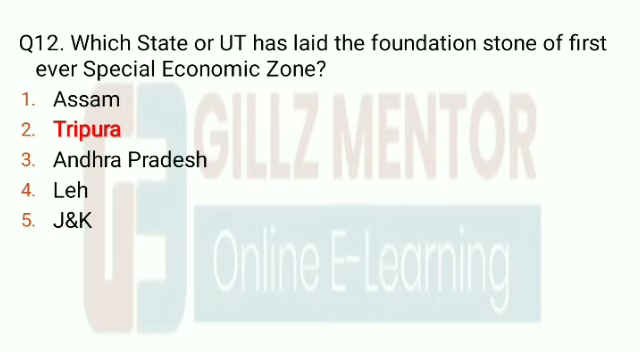 Q12. Which State or UT has laid the foundation stone of first
ever Special Economic Zone?
1. Assam
2. Tripura
3. Andhra Pradesh
4. Leh
5. J&K
GILLZ MENTOR
Online E-Learning